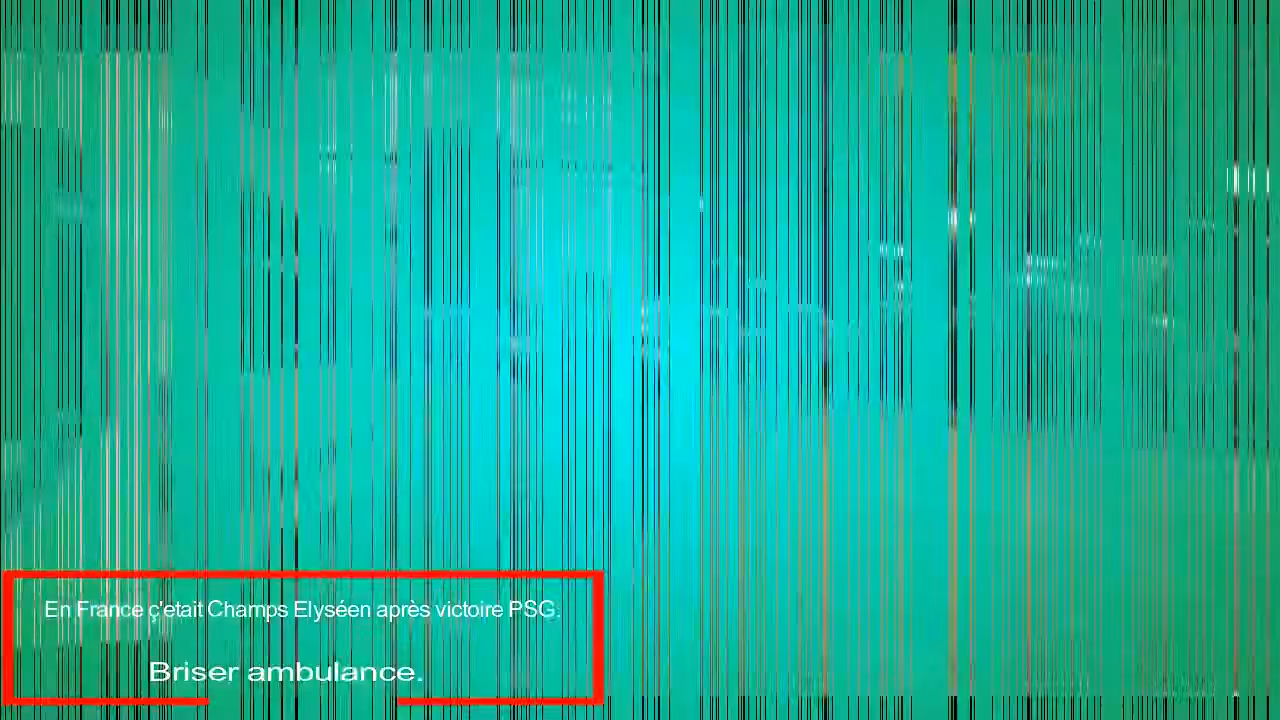 En France ç'etait Champs Elyséen après victoire PSG.
Briser ambulance.